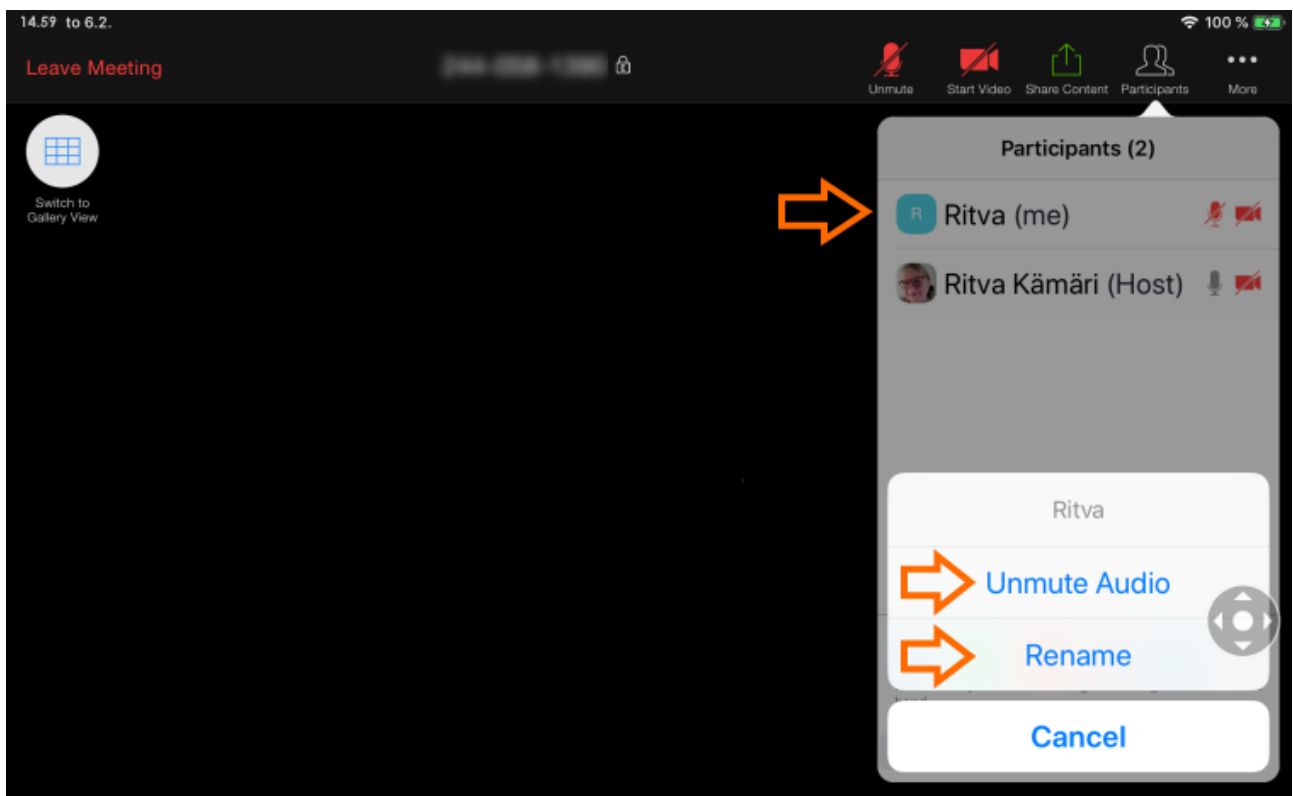 14.59 to 6.2.
100 %
Leave Meeting
Unmute
Start Video
Share Content
Participants
More
Switch to
Gallery View
Participants (2)
R
Ritva (me)
Ritva Kämäri (Host)
Ritva
Unmute Audio
Rename
Cancel